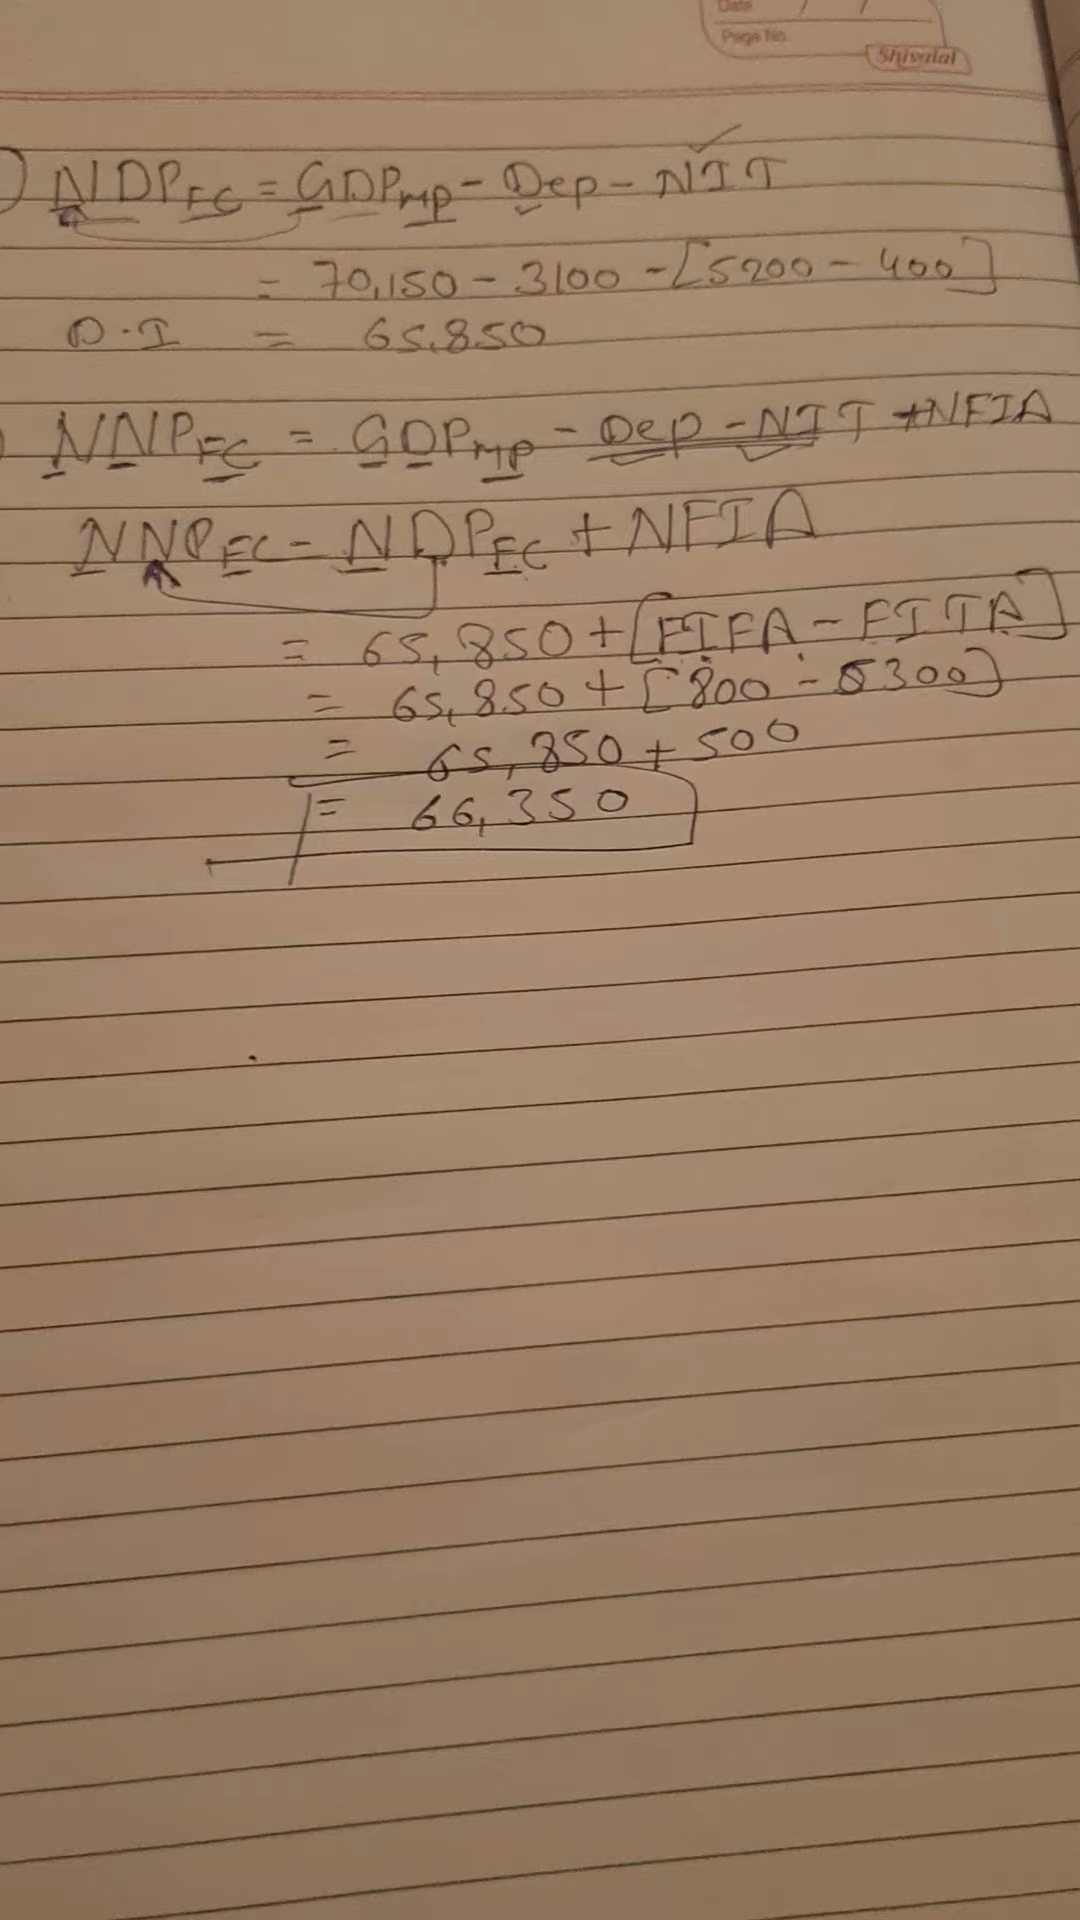 Date / /
Page No.
Shivalal
) NDPFC = GDPMP - Dep - NIT
= 70,150 - 3100 - [5200 - 400]
D.I = 65,850
) NNPFC = GDPMP - Dep - NIT + NFIA
NNPFC = NDPFC + NFIA
= 65,850 + [FIFA - FITA]
= 65,850 + [800 - 300]
= 65,850 + 500
= 66,350